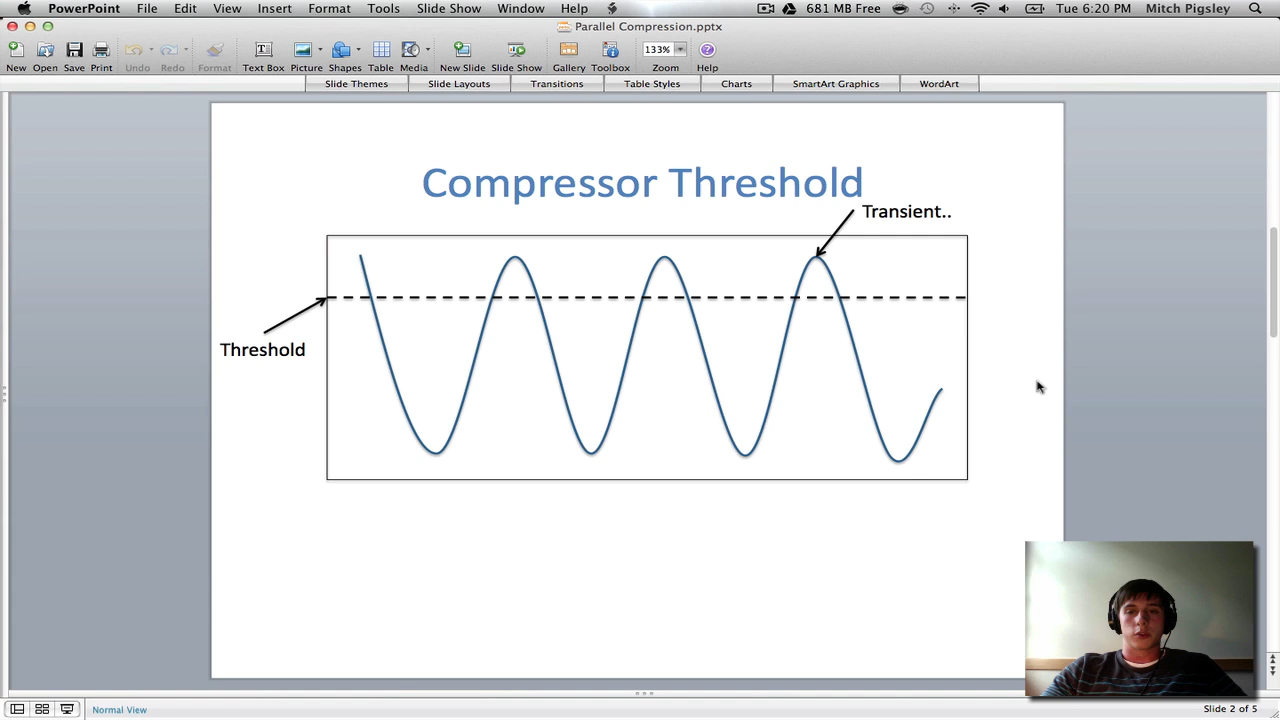 PowerPoint File Edit View Insert Format Tools Slide Show Window Help 681 MB Free Tue 6:20 PM Mitch Pigsley
Parallel Compression.pptx
133%
New Open Save Print Undo Redo Format Text Box Picture Shapes Table Media New Slide Slide Show Gallery Toolbox Zoom Help
Slide Themes Slide Layouts Transitions Table Styles Charts SmartArt Graphics WordArt
Compressor Threshold
Transient..
Threshold
Normal View
Slide 2 of 5